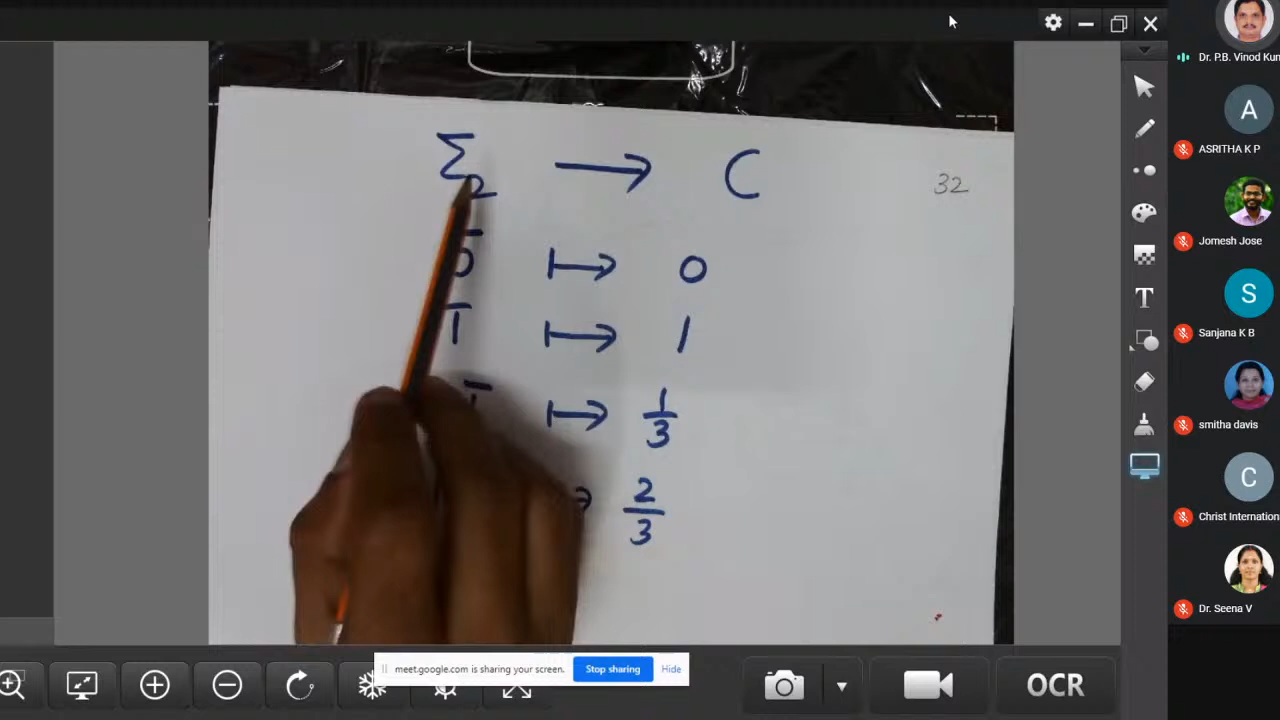 Dr. P.B. Vinod Kum
A
ASRITHA K P
Jomesh Jose
S
Sanjana K B
smitha davis
C
Christ Internation
Dr. Seena V
T
Σ₂ ⟶ C
32
0̅ ↦ 0
1̅ ↦ 1
↦ 1/3
2/3
meet.google.com is sharing your screen.
Stop sharing
Hide
OCR